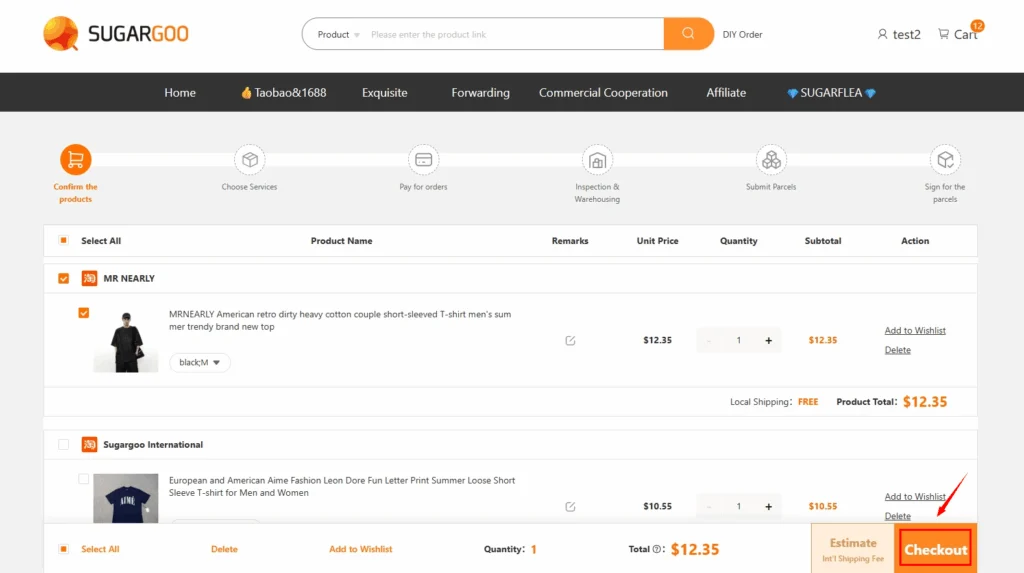 SUGARGOO
Product
Please enter the product link
DIY Order
test2
Cart
12
Home
Taobao&1688
Exquisite
Forwarding
Commercial Cooperation
Affiliate
SUGARFLEA
Confirm the
products
Choose Services
Pay for orders
Inspection &
Warehousing
Submit Parcels
Sign for the
parcels
Select All
Product Name
Remarks
Unit Price
Quantity
Subtotal
Action
淘
MR NEARLY
MRNEARLY American retro dirty heavy cotton couple short-sleeved T-shirt men's sum
mer trendy brand new top
black;M
$12.35
- 1 +
$12.35
Add to Wishlist
Delete
Local Shipping: FREE
Product Total: $12.35
淘
Sugargoo International
European and American Aime Fashion Leon Dore Fun Letter Print Summer Loose Short
Sleeve T-shirt for Men and Women
AIME
$10.55
- 1 +
$10.55
Add to Wishlist
Delete
Select All
Delete
Add to Wishlist
Quantity: 1
Total ?: $12.35
Estimate
Int'l Shipping Fee
Checkout